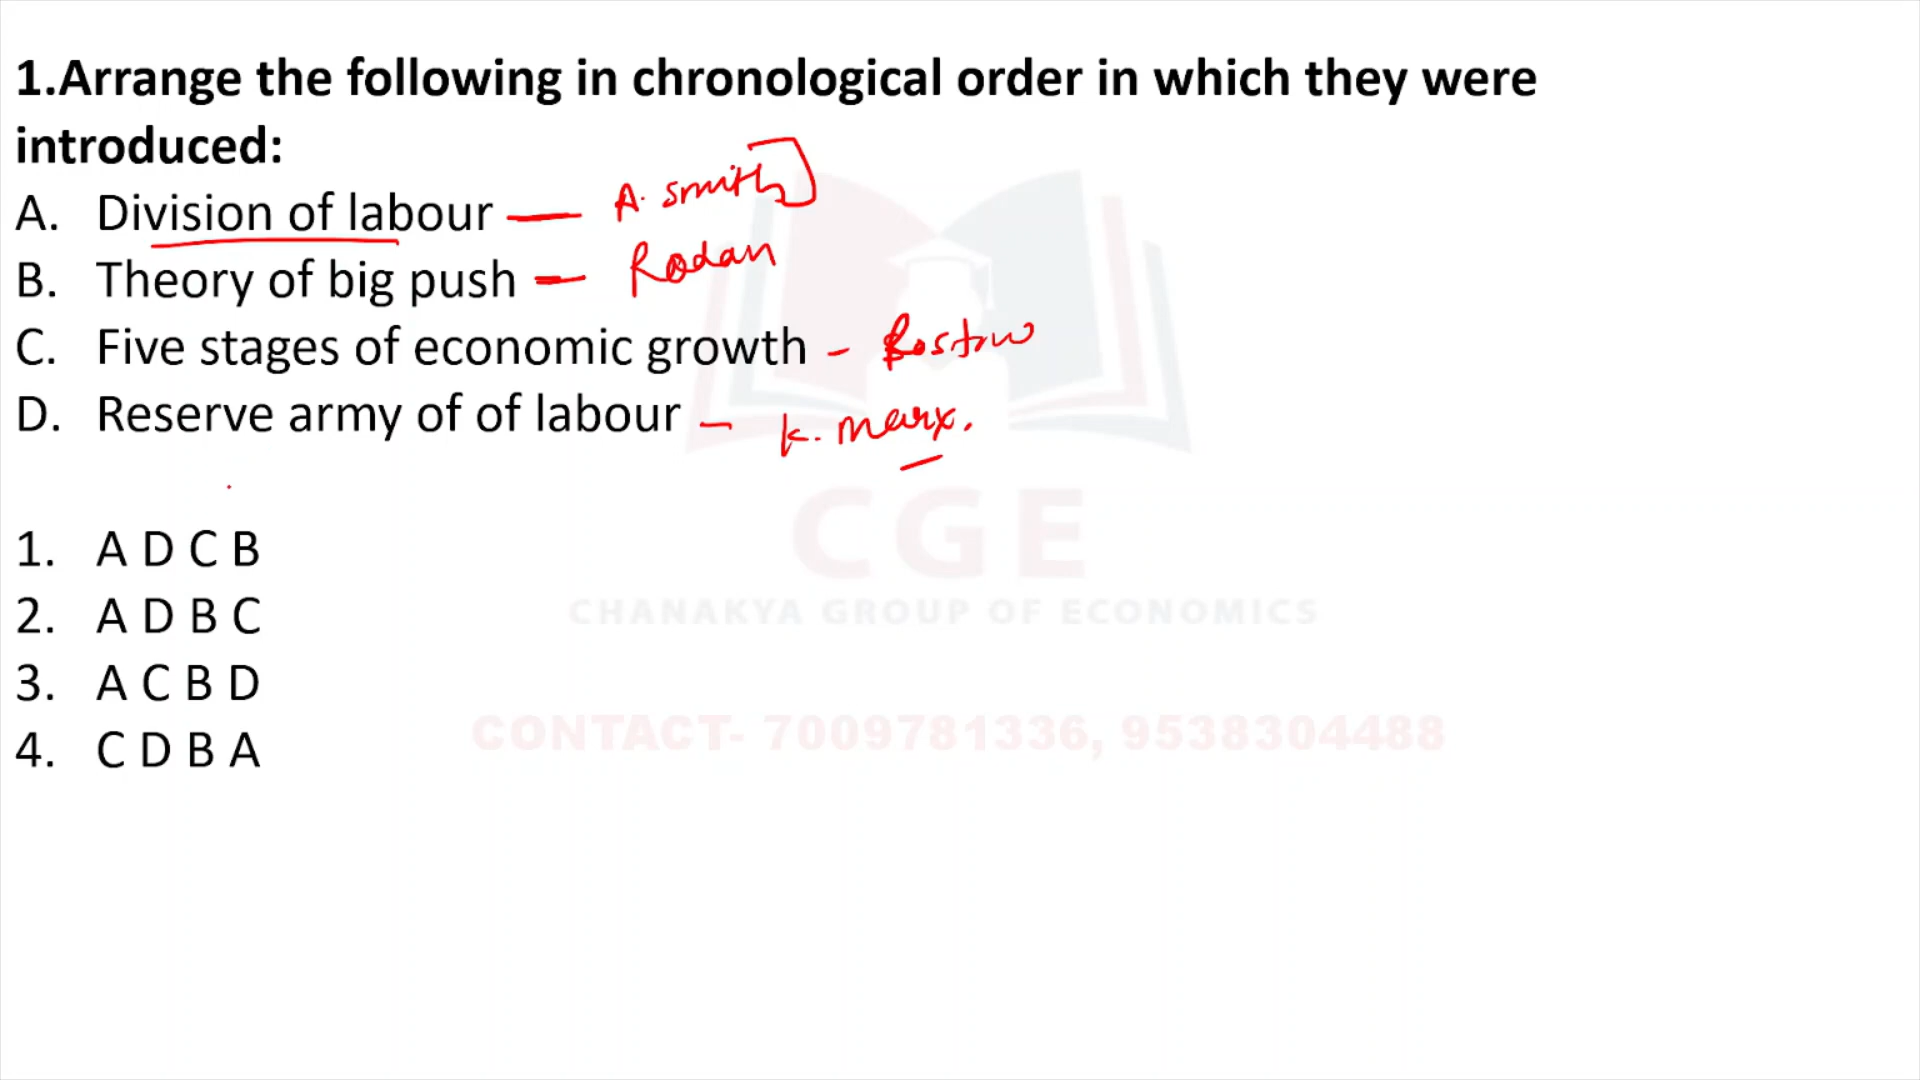 1.Arrange the following in chronological order in which they were
introduced:
A. Division of labour — A. Smith
B. Theory of big push — Rodan
C. Five stages of economic growth - Rostow
D. Reserve army of of labour - K. Marx.
1. A D C B
2. A D B C
3. A C B D
4. C D B A
CGE
CHANAKYA GROUP OF ECONOMICS
CONTACT- 7009781336, 9538304488